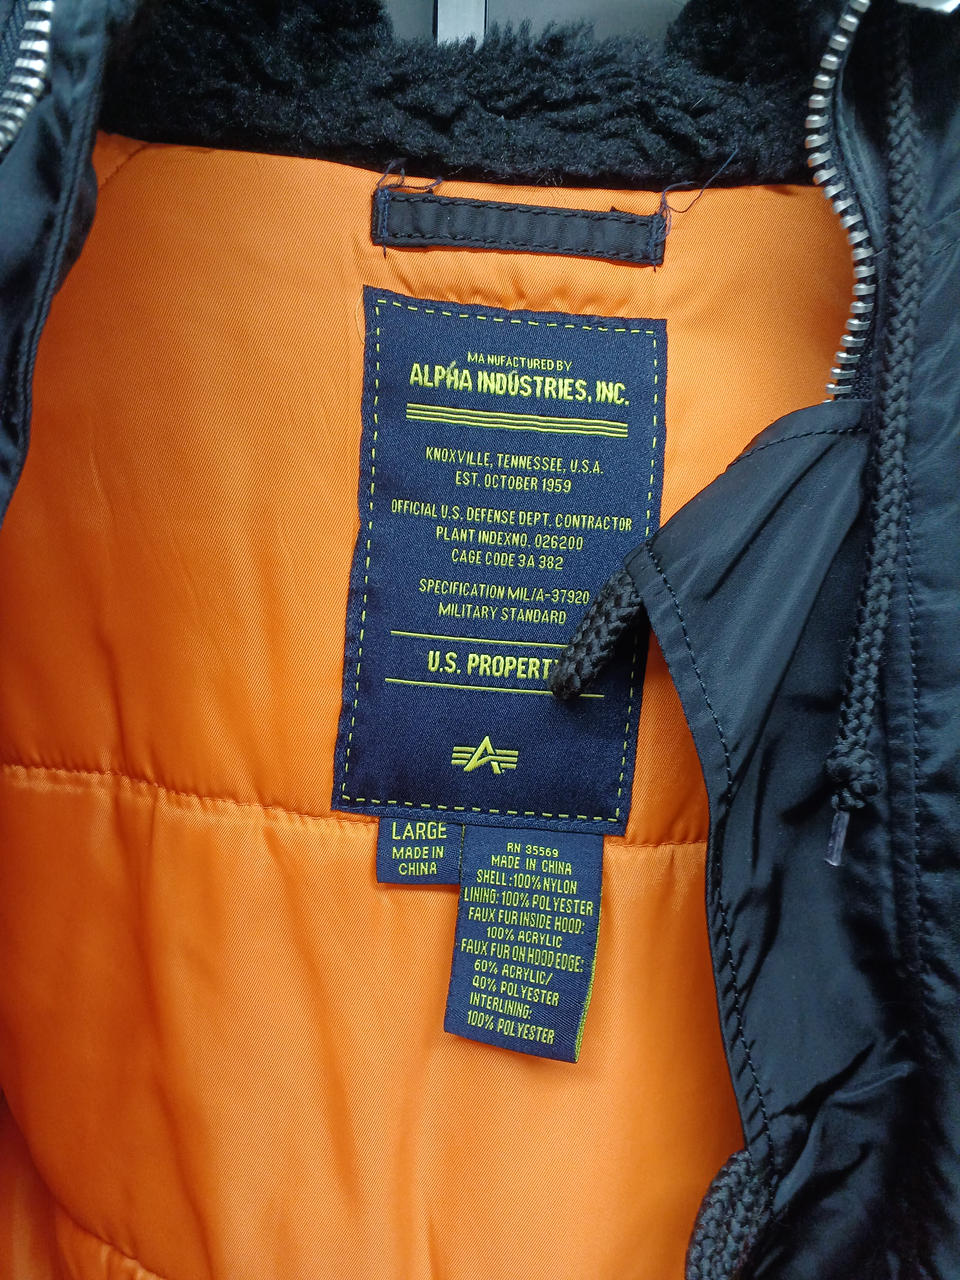 MANUFACTURED BY
ALPHA INDUSTRIES, INC.
KNOXVILLE, TENNESSEE, U.S.A.
EST. OCTOBER 1959
OFFICIAL U.S. DEFENSE DEPT. CONTRACTOR
PLANT INDEXNO. 026200
CAGE CODE 3A 382
SPECIFICATION MIL/A-37920
MILITARY STANDARD
U.S. PROPERTY
LARGE
MADE IN
CHINA
RN 35569
MADE IN CHINA
SHELL: 100% NYLON
LINING: 100% POLYESTER
FAUX FUR INSIDE HOOD:
100% ACRYLIC
FAUX FUR ON HOOD EDGE:
60% ACRYLIC/
40% POLYESTER
INTERLINING:
100% POLYESTER